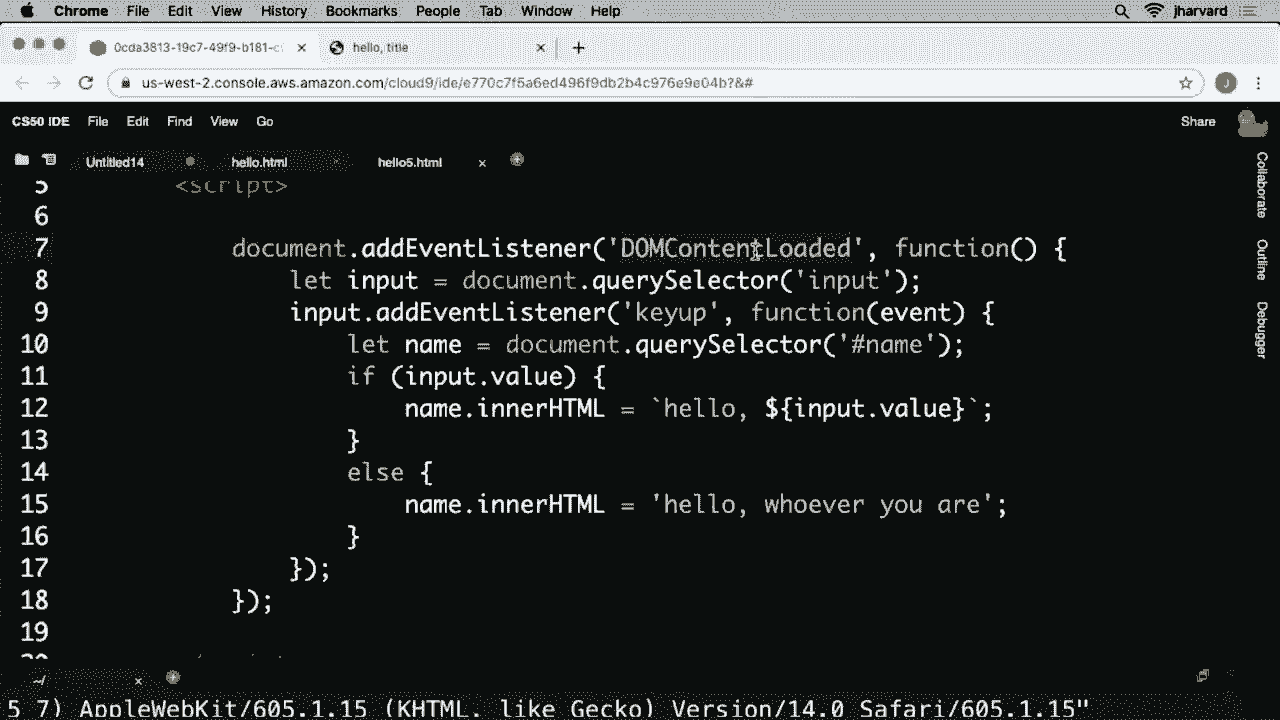 Chrome File Edit View History Bookmarks People Tab Window Help jharvard
0cda3813-19c7-49f9-b181-c hello, title
us-west-2.console.aws.amazon.com/cloud9/ide/e770c7f5a6ed496f9db2b4c976e9e04b?&# J
CS50 IDE File Edit Find View Go Share
Untitled14 hello.html hello5.html
Collaborate
Outline
Debugger
5 <script>
6
7 document.addEventListener('DOMContentLoaded', function() {
8 let input = document.querySelector('input');
9 input.addEventListener('keyup', function(event) {
10 let name = document.querySelector('#name');
11 if (input.value) {
12 name.innerHTML = `hello, ${input.value}`;
13 }
14 else {
15 name.innerHTML = 'hello, whoever you are';
16 }
17 });
18 });
19
20
~/
5_7) AppleWebKit/605.1.15 (KHTML, like Gecko) Version/14.0 Safari/605.1.15"